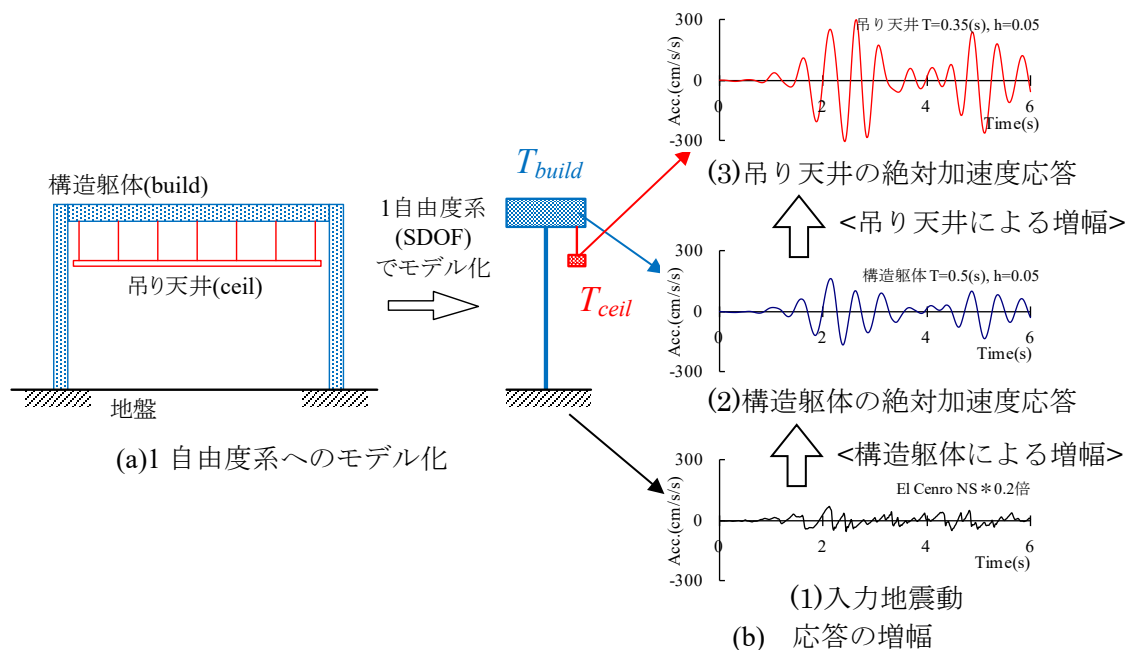 構造躯体(build)
吊り天井(ceil)
地盤
(a)1 自由度系へのモデル化
1自由度系
(SDOF)
でモデル化
Tbuild
Tceil
300
0
-300
Acc.(cm/s/s)
吊り天井 T=0.35(s), h=0.05
0
2
4
6
Time(s)
(3)吊り天井の絶対加速度応答
<吊り天井による増幅>
300
0
-300
Acc.(cm/s/s)
構造躯体 T=0.5(s), h=0.05
0
2
4
6
Time(s)
(2)構造躯体の絶対加速度応答
<構造躯体による増幅>
300
0
-300
Acc.(cm/s/s)
El Cenro NS＊0.2倍
0
2
4
6
Time(s)
(1)入力地震動
(b) 応答の増幅